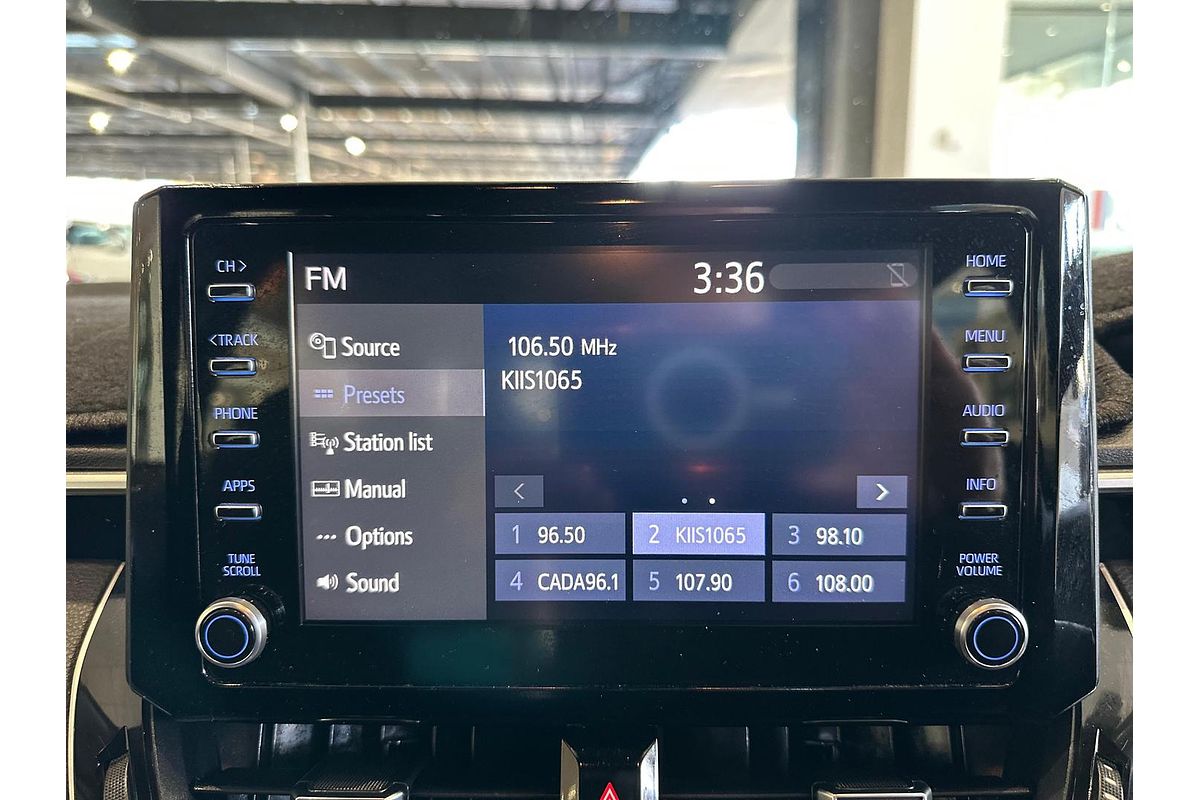 CH>
<TRACK
PHONE
APPS
TUNE
SCROLL
FM
3:36
Source
Presets
Station list
Manual
Options
Sound
106.50 MHz
KIIS1065
< >
1 96.50
2 KIIS1065
3 98.10
4 CADA96.1
5 107.90
6 108.00
HOME
MENU
AUDIO
INFO
POWER
VOLUME